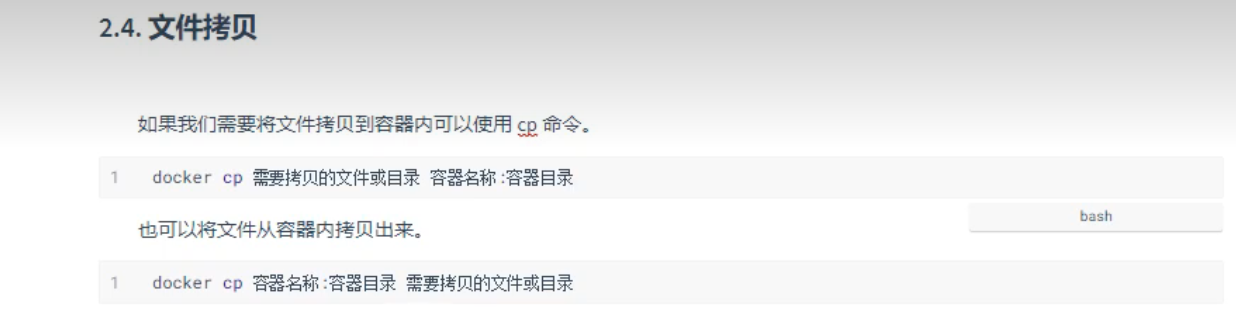 2.4. 文件拷贝
如果我们需要将文件拷贝到容器内可以使用 cp 命令。
1 docker cp 需要拷贝的文件或目录 容器名称:容器目录
也可以将文件从容器内拷贝出来。
bash
1 docker cp 容器名称:容器目录 需要拷贝的文件或目录